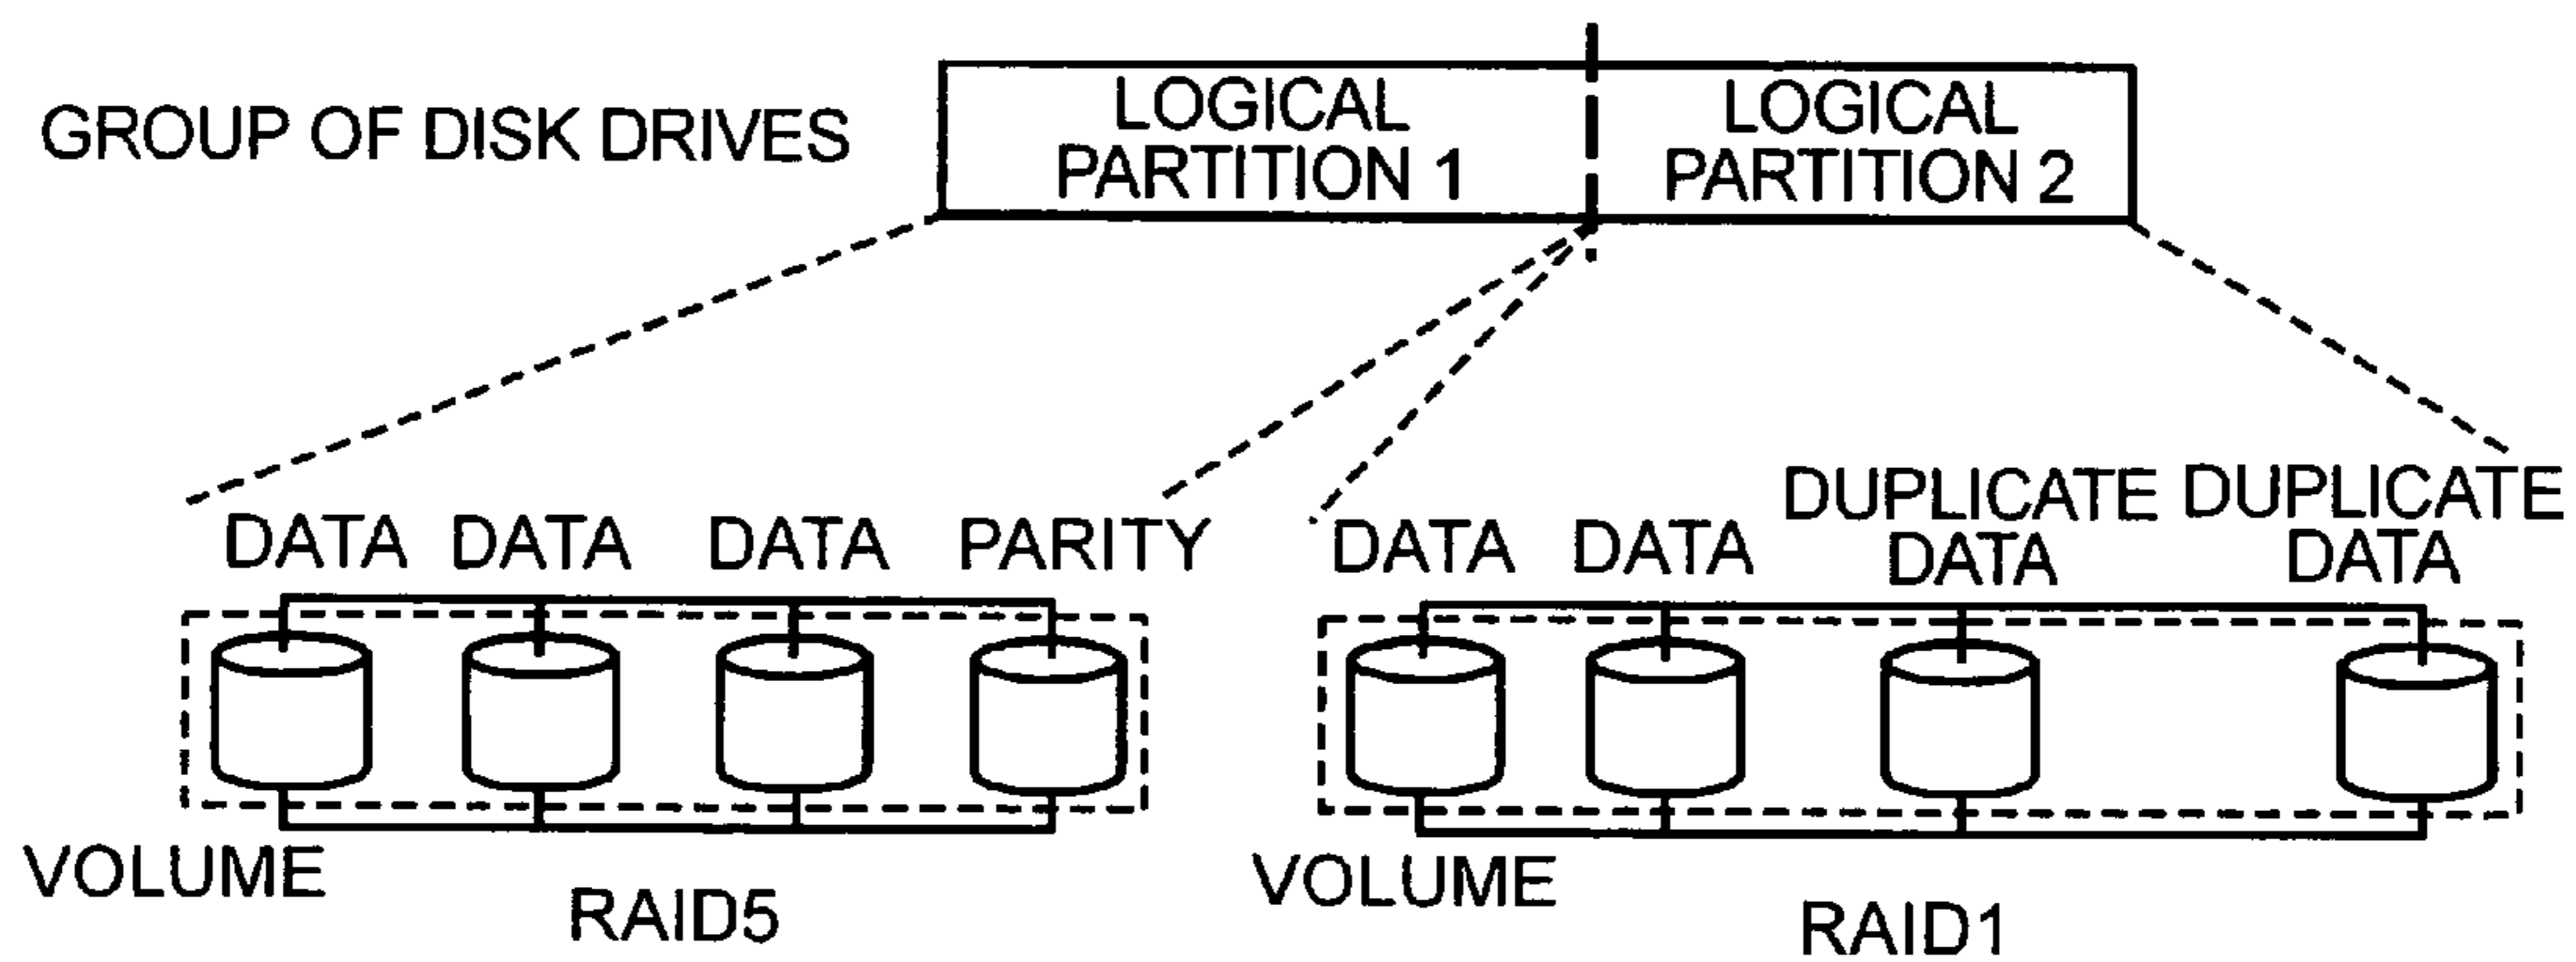 GROUP OF DISK DRIVES
LOGICAL
PARTITION 1
LOGICAL
PARTITION 2
DATA DATA DATA PARITY
DATA DATA
DUPLICATE
DATA
DUPLICATE
DATA
VOLUME
RAID5
VOLUME
RAID1